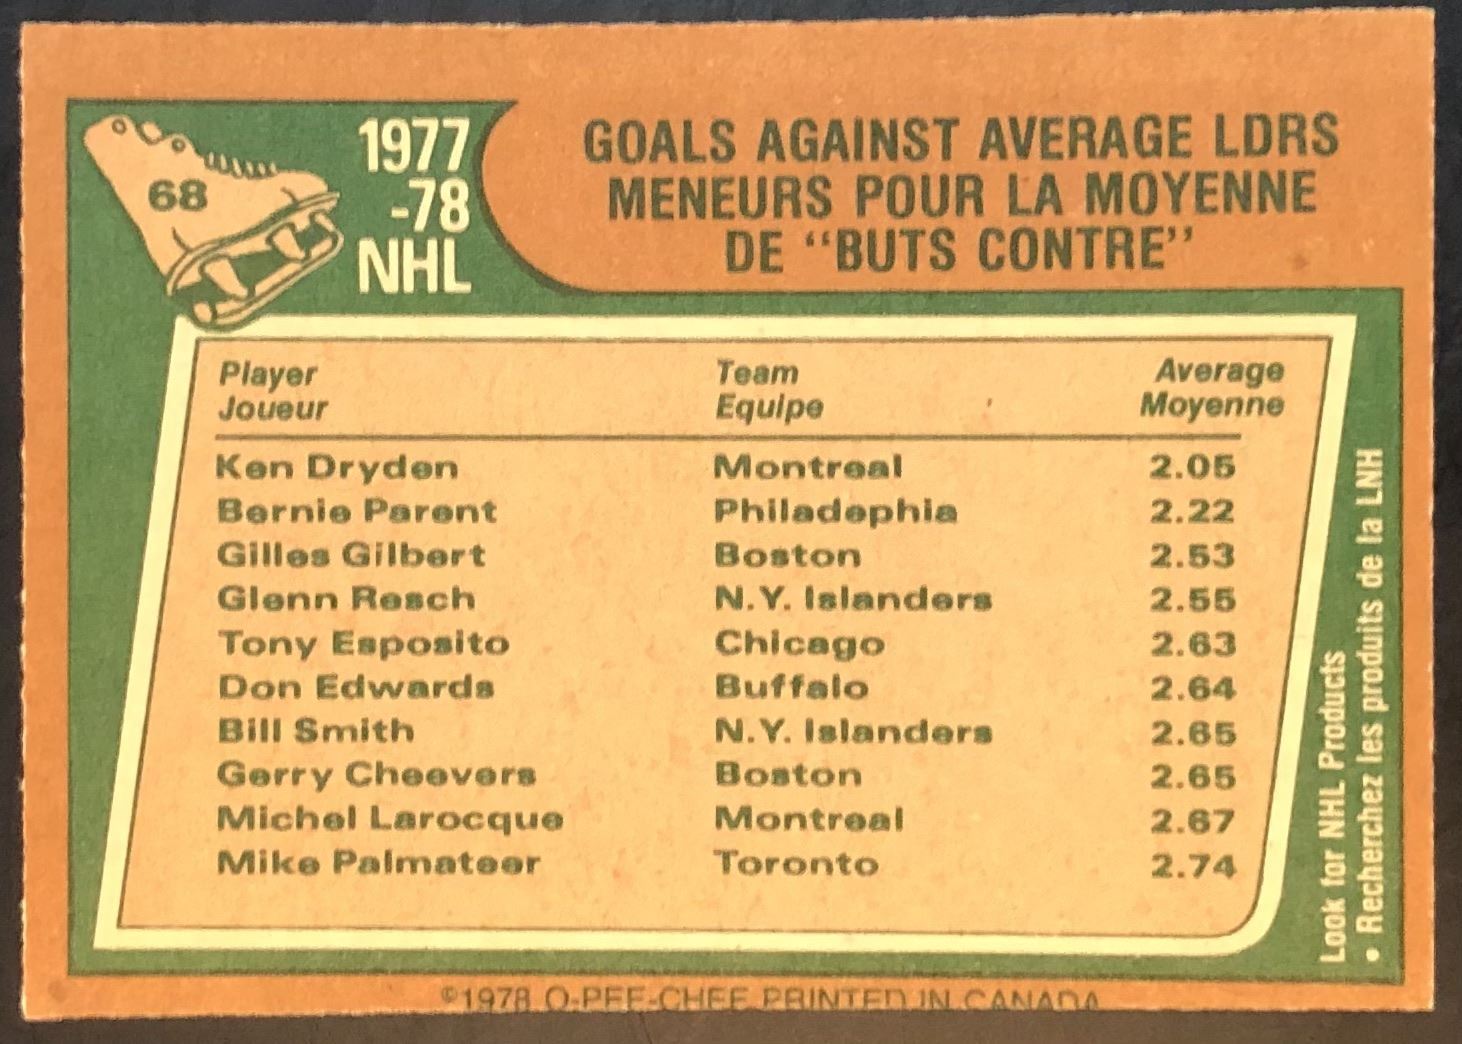 68
1977
-78
NHL
GOALS AGAINST AVERAGE LDRS
MENEURS POUR LA MOYENNE
DE “BUTS CONTRE”
Player Team Average
Joueur Equipe Moyenne
Ken Dryden Montreal 2.05
Bernie Parent Philadephia 2.22
Gilles Gilbert Boston 2.53
Glenn Resch N.Y. Islanders 2.55
Tony Esposito Chicago 2.63
Don Edwards Buffalo 2.64
Bill Smith N.Y. Islanders 2.65
Gerry Cheevers Boston 2.65
Michel Larocque Montreal 2.67
Mike Palmateer Toronto 2.74
Look for NHL Products
• Recherchez les produits de la LNH
©1978 O-PEE-CHEE PRINTED IN CANADA